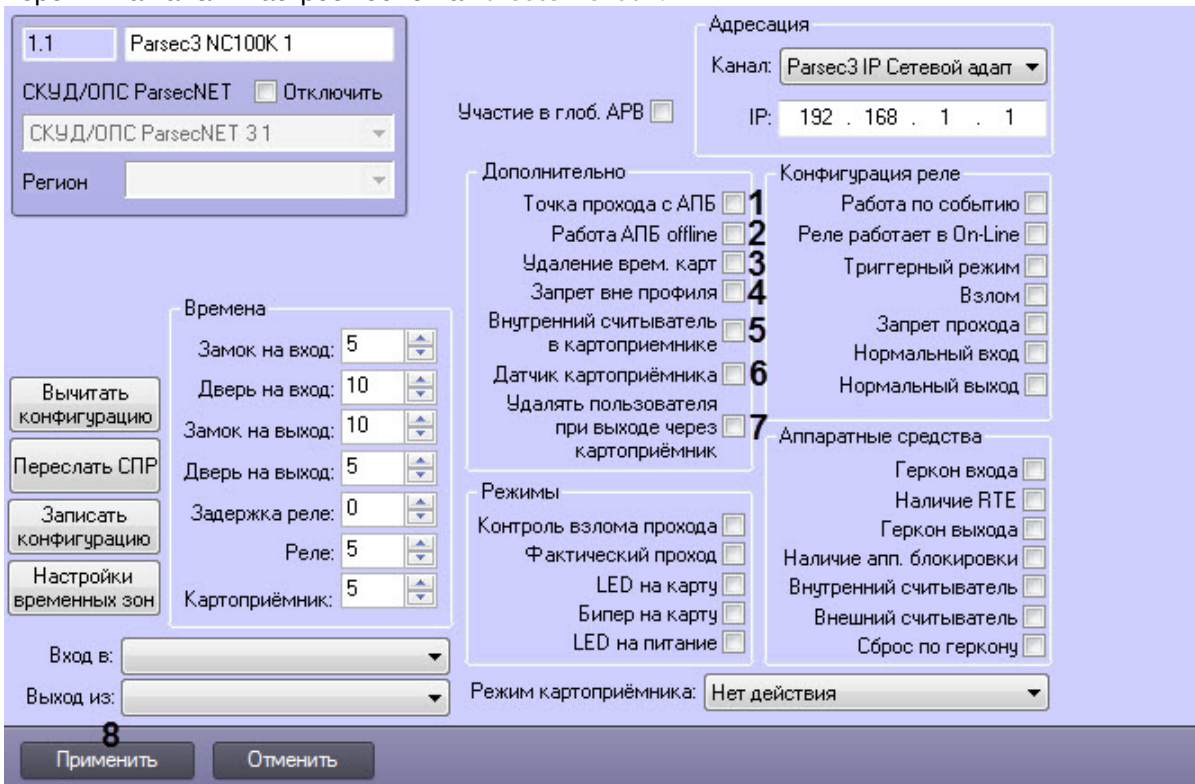 1.1 Parsec3 NC100K 1
СКУД/ОПС ParsecNET Отключить
СКУД/ОПС ParsecNET 3 1
Регион
Участие в глоб. АРВ
Адресация
Канал: Parsec3 IP Сетевой адап
IP: 192 . 168 . 1 . 1
Дополнительно
Точка прохода с АПБ 1
Работа АПБ offline 2
Удаление врем. карт 3
Запрет вне профиля 4
Внутренний считыватель
в картоприемнике 5
Датчик картоприёмника 6
Удалять пользователя
при выходе через 7
картоприёмник
Конфигурация реле
Работа по событию
Реле работает в On-Line
Триггерный режим
Взлом
Запрет прохода
Нормальный вход
Нормальный выход
Времена
Замок на вход: 5
Дверь на вход: 10
Замок на выход: 10
Дверь на выход: 5
Задержка реле: 0
Реле: 5
Картоприёмник: 5
Вычитать
конфигурацию
Переслать СПР
Записать
конфигурацию
Настройки
временных зон
Режимы
Контроль взлома прохода
Фактический проход
LED на карту
Бипер на карту
LED на питание
Аппаратные средства
Геркон входа
Наличие RTE
Геркон выхода
Наличие апп. блокировки
Внутренний считыватель
Внешний считыватель
Сброс по геркону
Вход в:
Выход из:
Режим картоприёмника: Нет действия
8
Применить Отменить